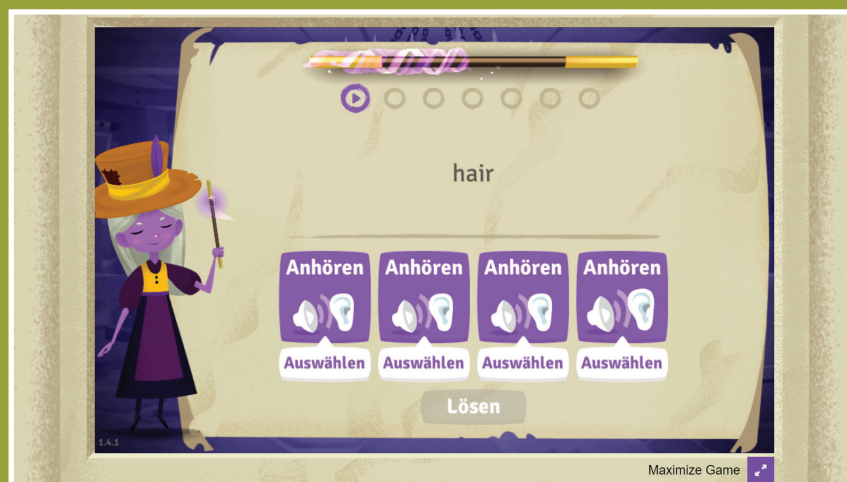 hair
Anhören Anhören Anhören Anhören
Auswählen Auswählen Auswählen Auswählen
Lösen
1.4.1
Maximize Game